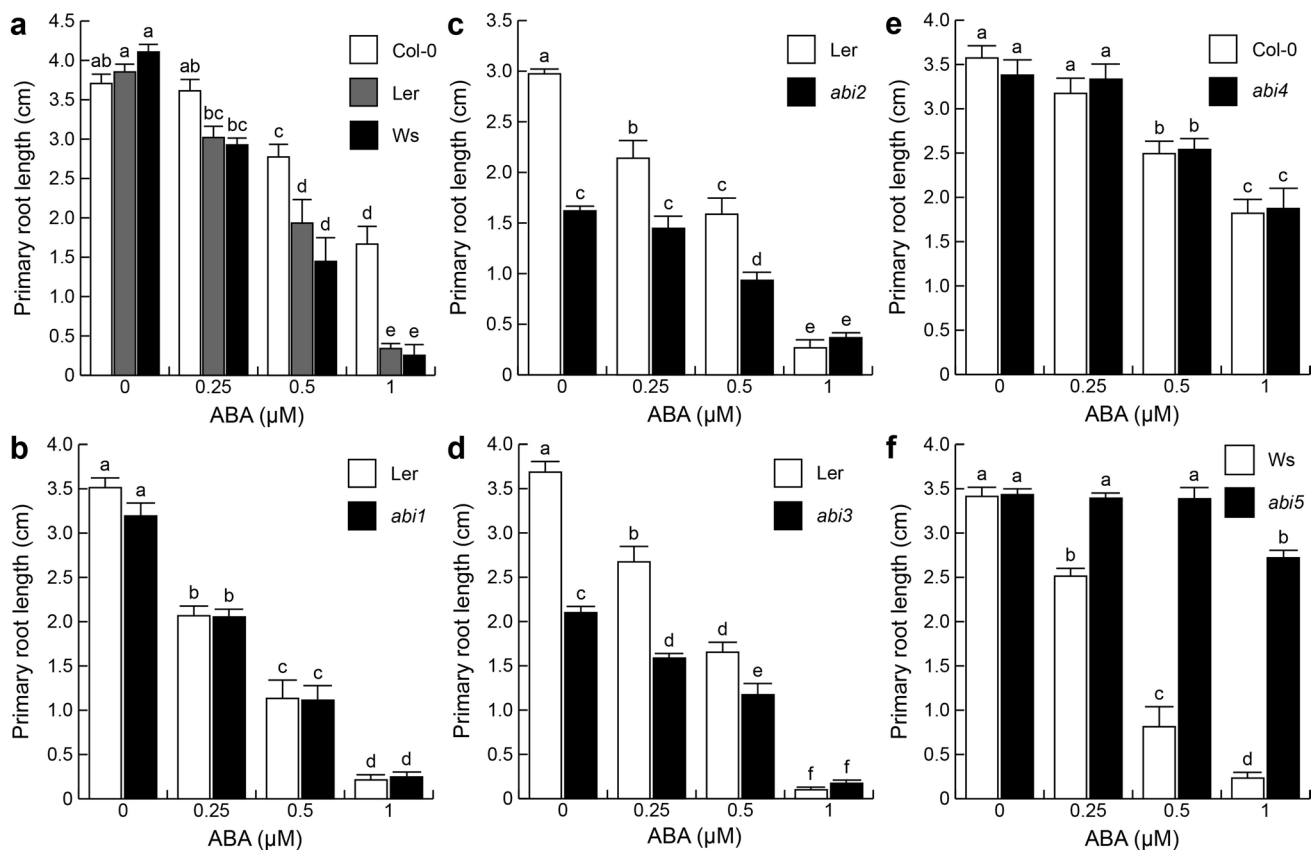 a
Primary root length (cm)
4.5
4.0
3.5
3.0
2.5
2.0
1.5
1.0
0.5
0
ab a a
ab bc bc
c d d
d e e
Col-0
Ler
Ws
0 0.25 0.5 1
ABA (µM)
b
Primary root length (cm)
4.0
3.5
3.0
2.5
2.0
1.5
1.0
0.5
0
a a
b b
c c
d d
Ler
abi1
0 0.25 0.5 1
ABA (µM)
c
Primary root length (cm)
3.5
3.0
2.5
2.0
1.5
1.0
0.5
0
a c
b c
c d
e e
Ler
abi2
0 0.25 0.5 1
ABA (µM)
d
Primary root length (cm)
4.0
3.5
3.0
2.5
2.0
1.5
1.0
0.5
0
a c
b d
d e
f f
Ler
abi3
0 0.25 0.5 1
ABA (µM)
e
Primary root length (cm)
4.0
3.5
3.0
2.5
2.0
1.5
1.0
0.5
0
a a
a a
b b
c c
Col-0
abi4
0 0.25 0.5 1
ABA (µM)
f
Primary root length (cm)
4.0
3.5
3.0
2.5
2.0
1.5
1.0
0.5
0
a a
b a
c a
d b
Ws
abi5
0 0.25 0.5 1
ABA (µM)